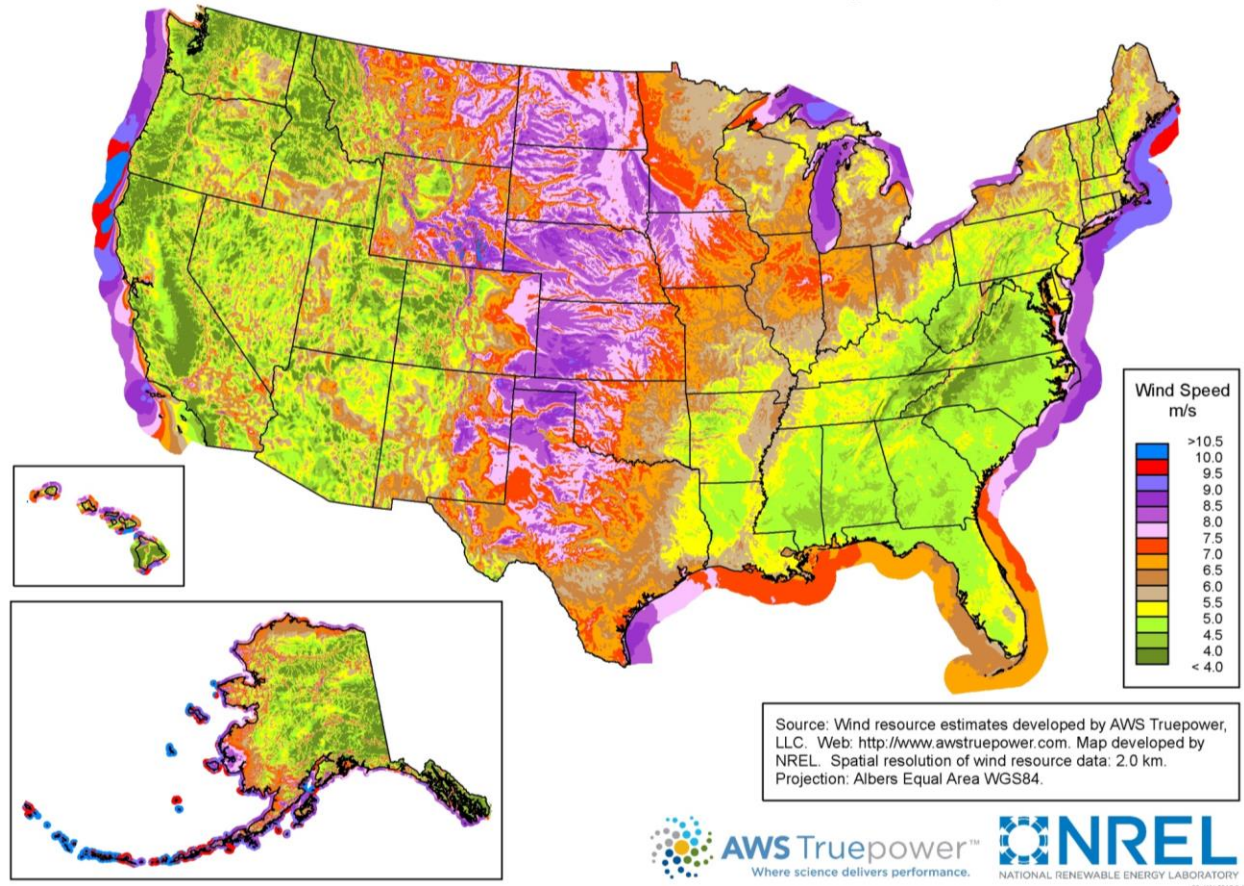 Wind Speed
m/s
>10.5
10.0
9.5
9.0
8.5
8.0
7.5
7.0
6.5
6.0
5.5
5.0
4.5
4.0
< 4.0
Source: Wind resource estimates developed by AWS Truepower,
LLC. Web: http://www.awstruepower.com. Map developed by
NREL. Spatial resolution of wind resource data: 2.0 km.
Projection: Albers Equal Area WGS84.
AWS Truepower™
Where science delivers performance.
NREL
NATIONAL RENEWABLE ENERGY LABORATORY